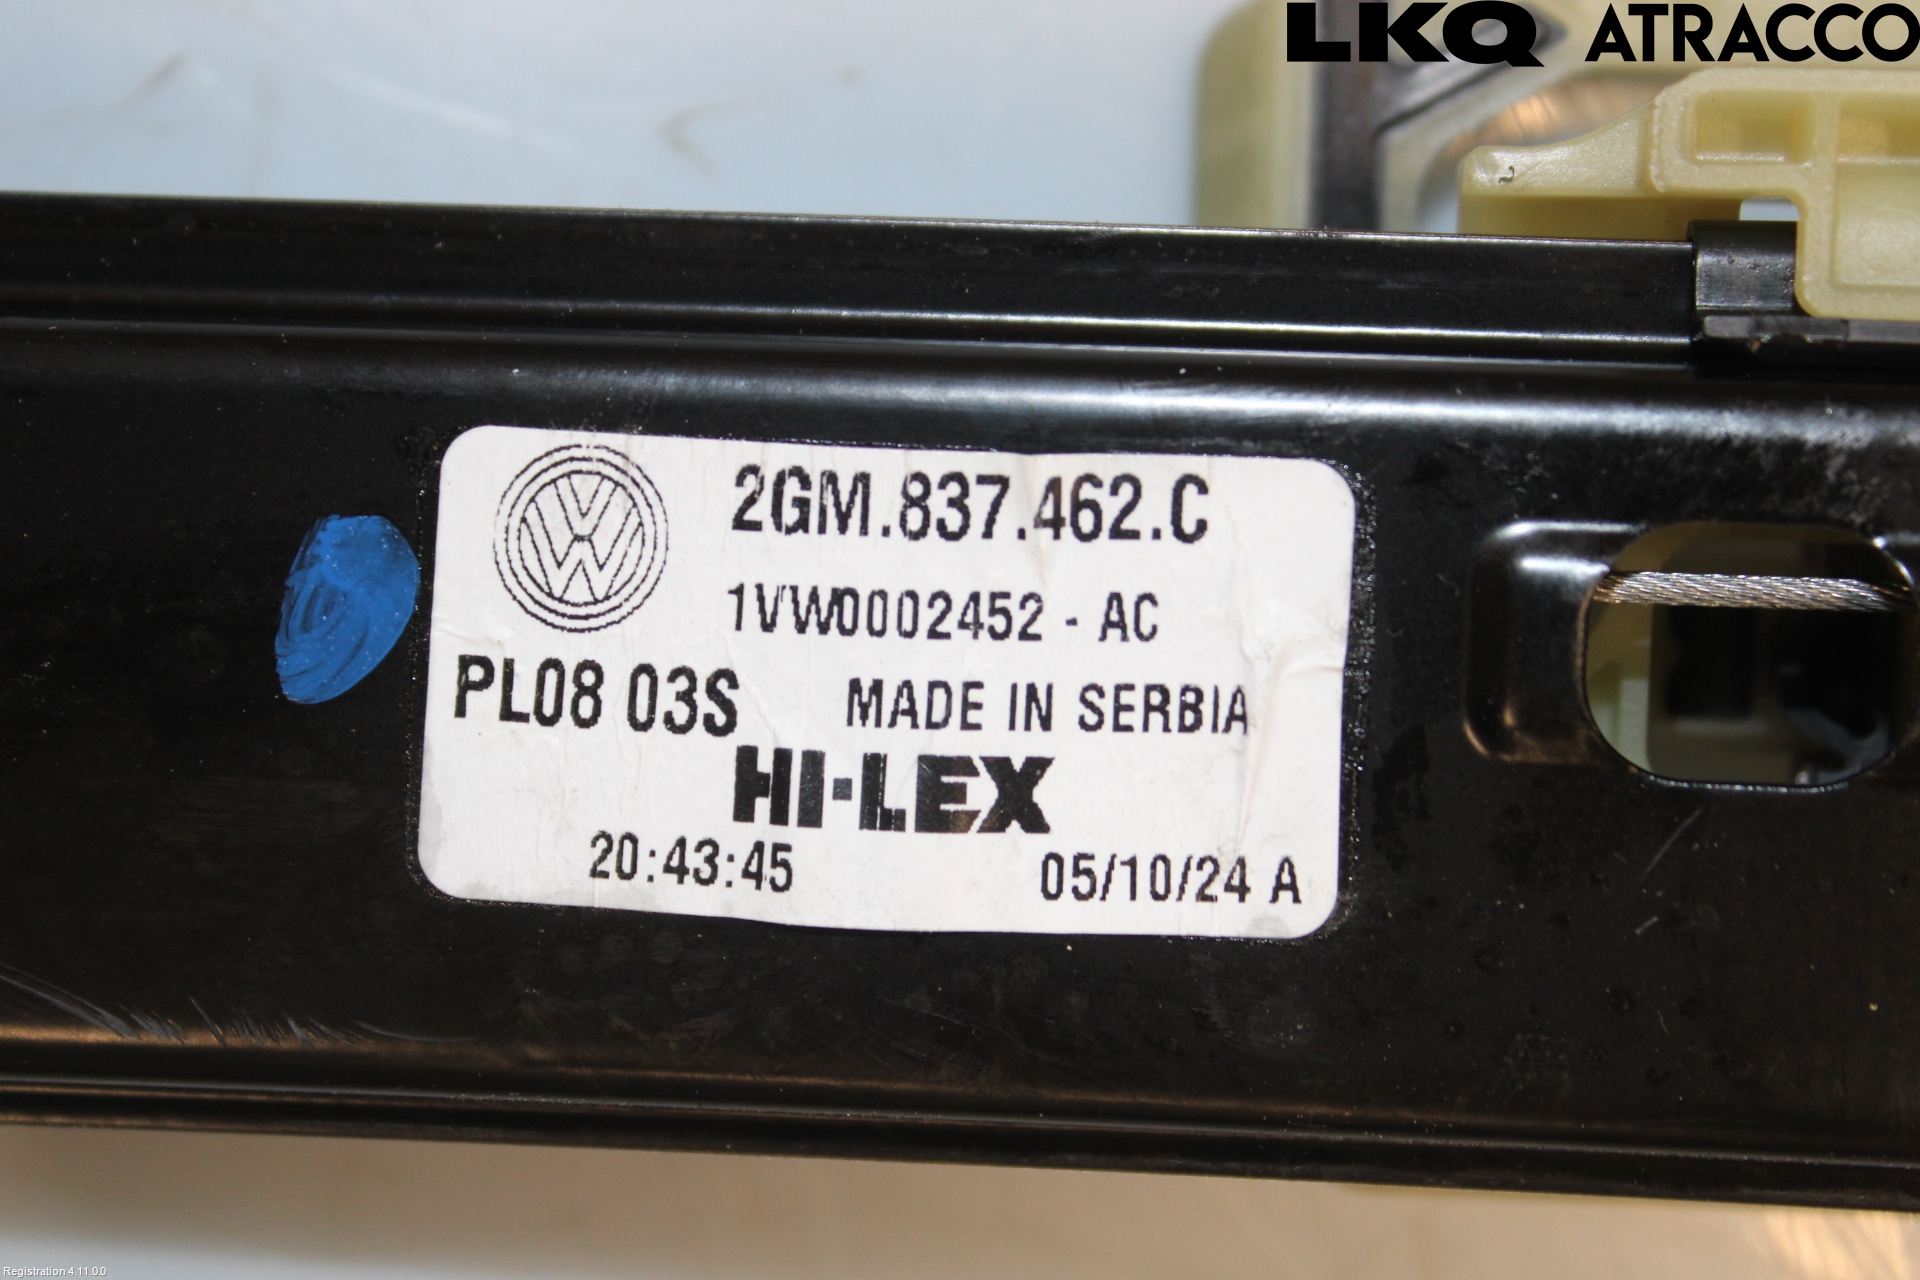 LKQ ATRACCO
2GM.837.462.C
1VW0002452 - AC
PL08 03S MADE IN SERBIA
HI-LEX
20:43:45 05/10/24 A
Registration 4.11.0.0